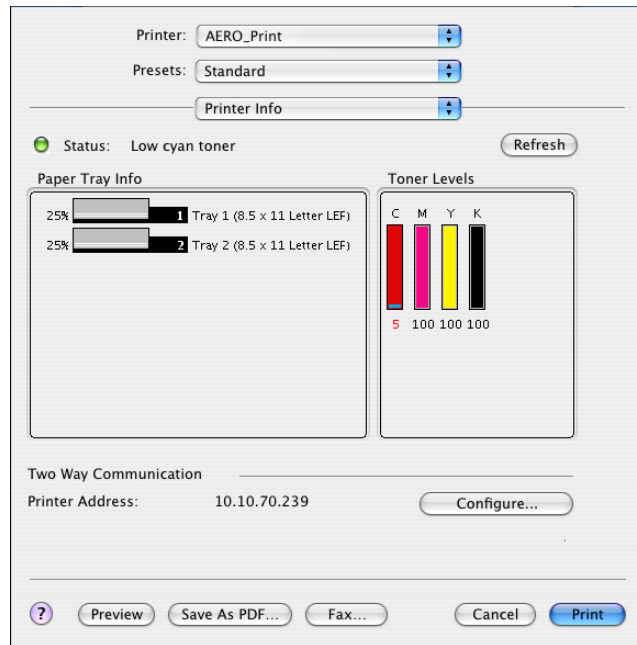 Printer: AERO_Print
Presets: Standard
Printer Info
Status: Low cyan toner Refresh
Paper Tray Info Toner Levels
25% 1 Tray 1 (8.5 x 11 Letter LEF)
25% 2 Tray 2 (8.5 x 11 Letter LEF)
C M Y K
5 100 100 100
Two Way Communication
Printer Address: 10.10.70.239 Configure...
? Preview Save As PDF... Fax... Cancel Print